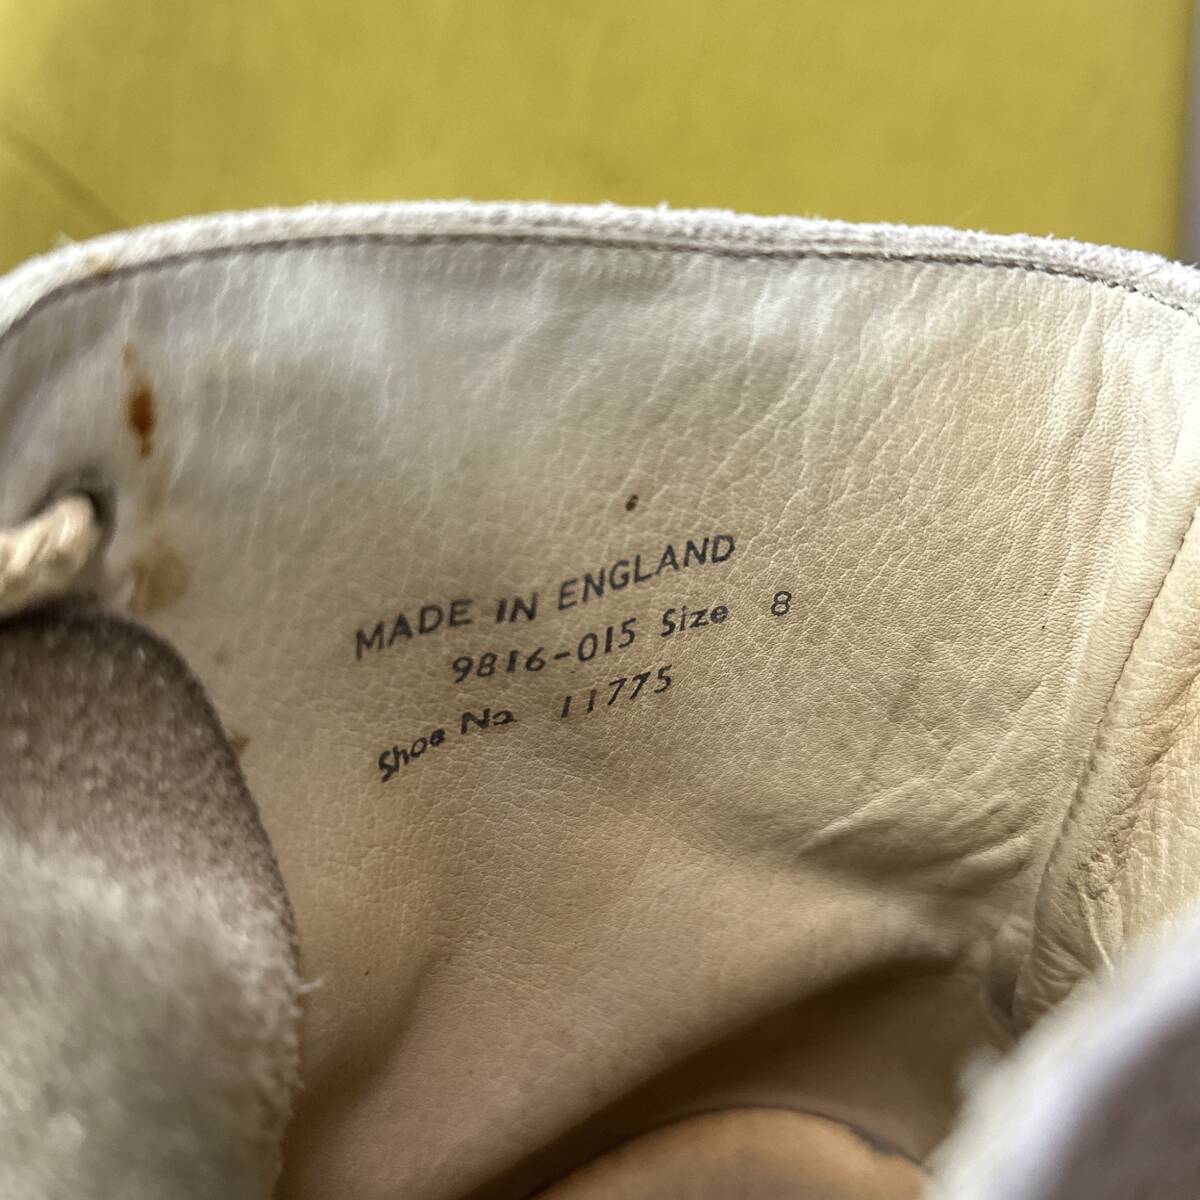 MADE IN ENGLAND
9816-015 Size 8
Shoe No. 11775